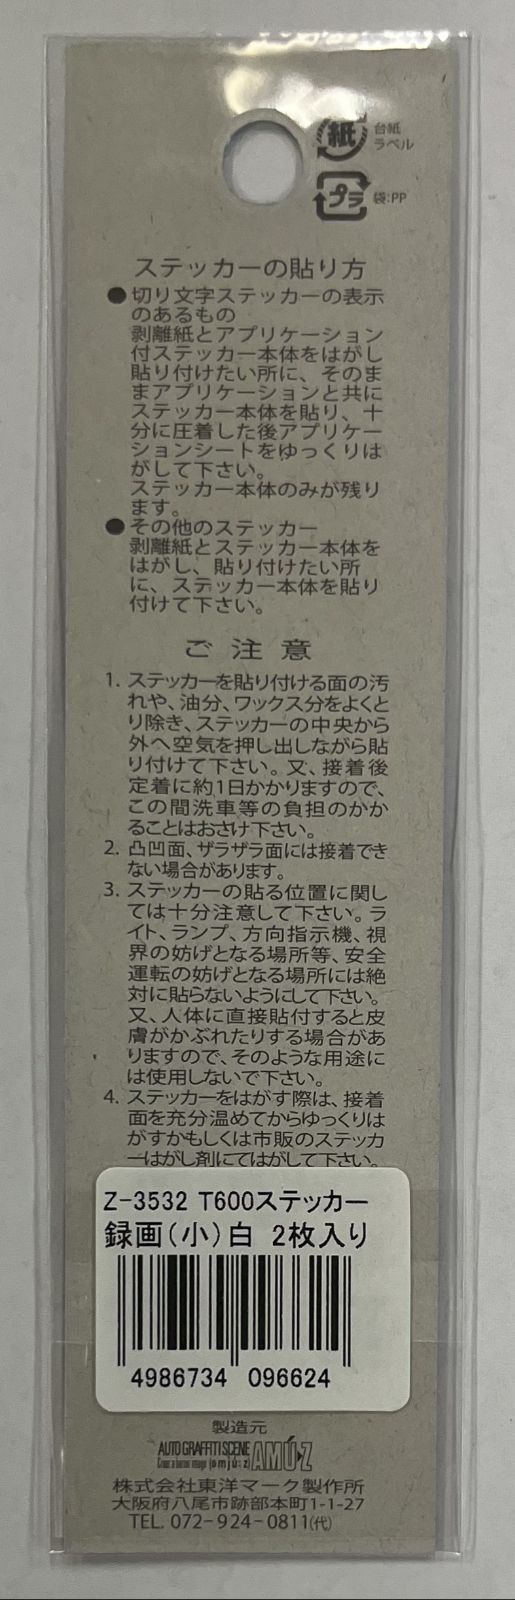 紙
台紙
ラベル
プラ
袋:PP
ステッカーの貼り方
●切り文字ステッカーの表示
のあるもの
剥離紙とアプリケーション
付ステッカー本体をはがし
貼り付けたい所に、そのま
まアプリケーションと共に
ステッカー本体を貼り、十
分に圧着した後アプリケー
ションシートをゆっくりは
がして下さい。
ステッカー本体のみが残り
ます。
●その他のステッカー
剥離紙とステッカー本体を
はがし、貼り付けたい所
に、ステッカー本体を貼り
付けて下さい。
ご注意
1. ステッカーを貼り付ける面の汚
れや、油分、ワックス分をよくと
り除き、ステッカーの中央から
外へ空気を押し出しながら貼
り付けて下さい。又、接着後
定着に約1日かかりますので、
この間洗車等の負担のかか
ることはおさけ下さい。
2. 凸凹面、ザラザラ面には接着でき
ない場合があります。
3. ステッカーの貼る位置に関し
ては十分注意して下さい。ラ
イト、ランプ、方向指示機、視
界の妨げとなる場所等、安全
運転の妨げとなる場所には絶
対に貼らないようにして下さい。
又、人体に直接貼付すると皮
膚がかぶれたりする場合があ
りますので、そのような用途に
は使用しないで下さい。
4. ステッカーをはがす際は、接着
面を充分温めてからゆっくりは
がすかもしくは市販のステッカ
ーはがし剤にてはがして下さい。
Z-3532 T600ステッカー
録画(小)白 2枚入り
4986734 096624
製造元
AUTO GRAFFITI SCENE
AMÚ-Z
株式会社東洋マーク製作所
大阪府八尾市跡部本町1-1-27
TEL. 072-924-0811(代)